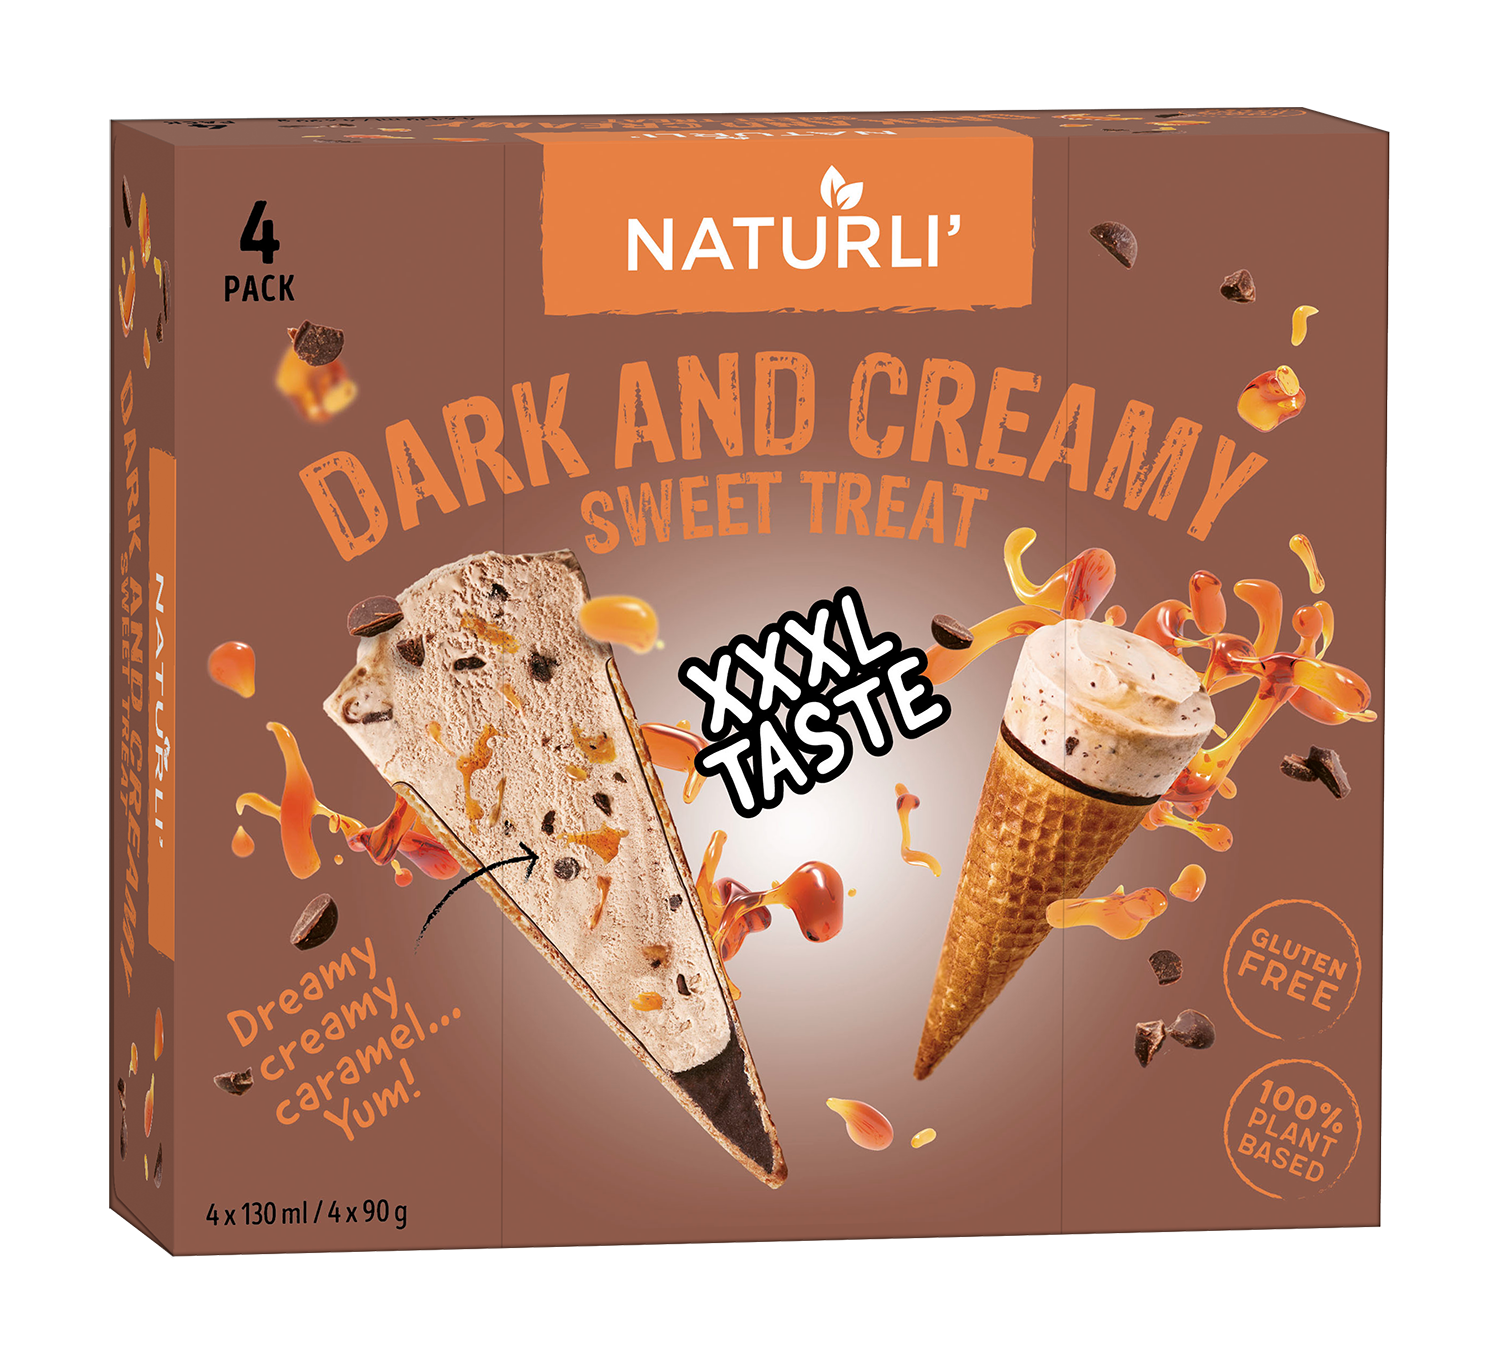 4
PACK
NATURLI'
DARK AND CREAMY
SWEET TREAT
XXXL
TASTE
Dreamy
creamy
caramel...
Yum!
GLUTEN
FREE
100%
PLANT
BASED
4 x 130 ml / 4 x 90 g
DARK AND CREAMY
SWEET TREAT
NATURLI'
NATURLI'